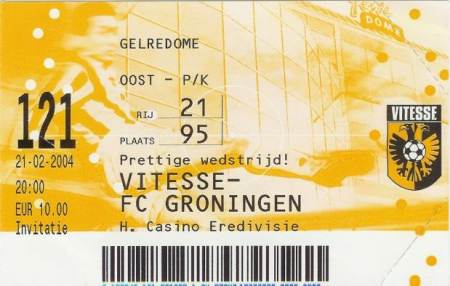 GELREDOME
OOST - P/K
RIJ 21
PLAATS 95
121
21-02-2004
20:00
EUR 10.00
Invitatie
Prettige wedstrijd!
VITESSE-
FC GRONINGEN
H. Casino Eredivisie
VITESSE
DOME